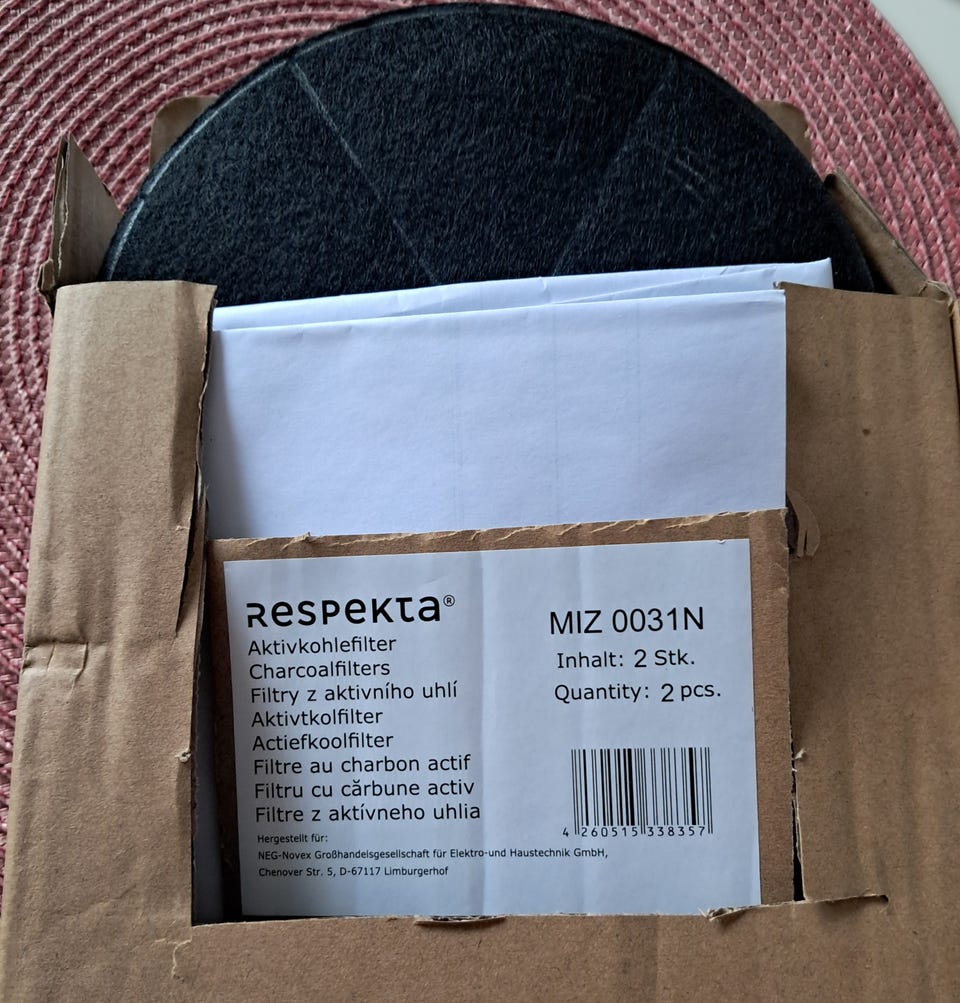 Respekta®
Aktivkohlefilter
Charcoalfilters
Filtry z aktivního uhlí
Aktivtkolfilter
Actiefkoolfilter
Filtre au charbon actif
Filtru cu cărbune activ
Filtre z aktívneho uhlia
Hergestellt für:
NEG-Novex Großhandelsgesellschaft für Elektro-und Haustechnik GmbH,
Chenover Str. 5, D-67117 Limburgerhof
MIZ 0031N
Inhalt: 2 Stk.
Quantity: 2 pcs.
4 260515 338357